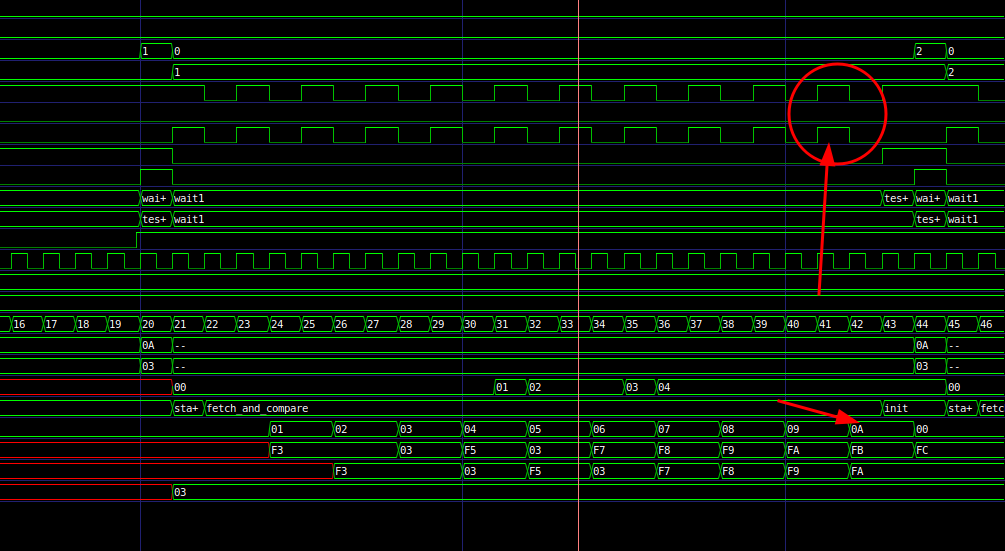 1 0 2 0
1 2
wai+ wait1 tes+ wai+ wait1
tes+ wait1 tes+ wait1
16 17 18 19 20 21 22 23 24 25 26 27 28 29 30 31 32 33 34 35 36 37 38 39 40 41 42 43 44 45 46
0A -- 0A --
03 -- 03 --
00 01 02 03 04 00
sta+ fetch_and_compare init sta+ fetc
01 02 03 04 05 06 07 08 09 0A 00
F3 03 F5 03 F7 F8 F9 FA FB FC
F3 03 F5 03 F7 F8 F9 FA
03